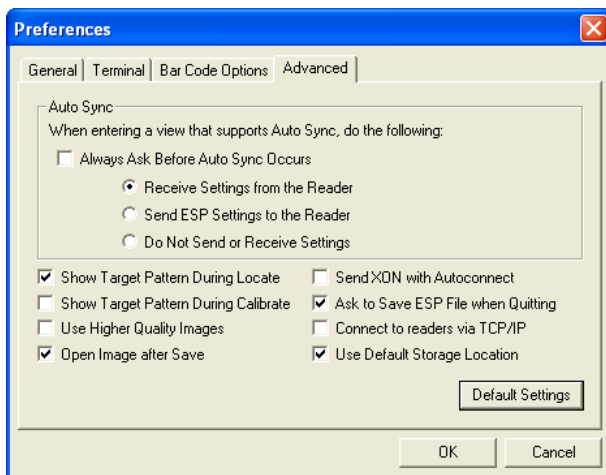 Preferences
General Terminal Bar Code Options Advanced
Auto Sync
When entering a view that supports Auto Sync, do the following:
Always Ask Before Auto Sync Occurs
Receive Settings from the Reader
Send ESP Settings to the Reader
Do Not Send or Receive Settings
Show Target Pattern During Locate Send XON with Autoconnect
Show Target Pattern During Calibrate Ask to Save ESP File when Quitting
Use Higher Quality Images Connect to readers via TCP/IP
Open Image after Save Use Default Storage Location
Default Settings
OK Cancel